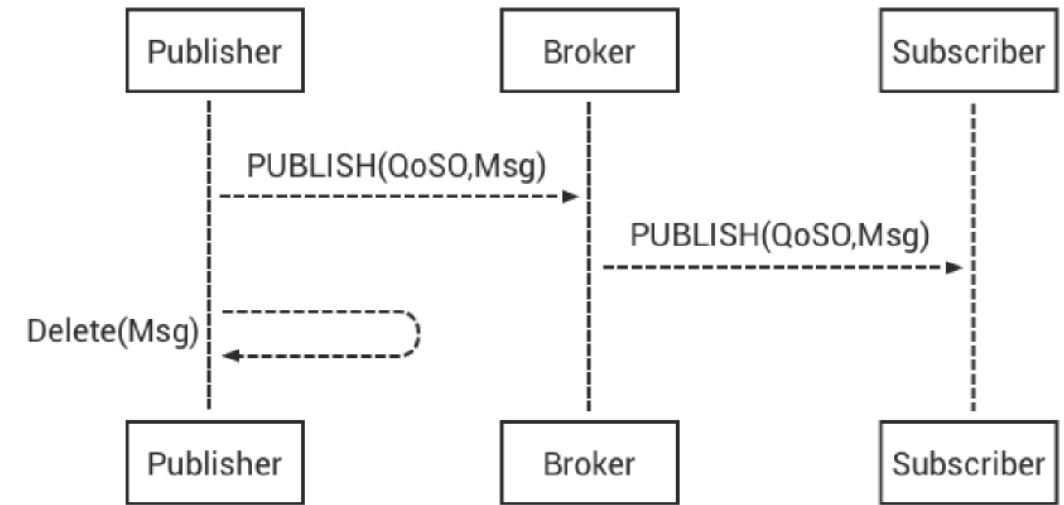 Publisher
Broker
Subscriber
PUBLISH(QoSO,Msg)
PUBLISH(QoSO,Msg)
Delete(Msg)
Publisher
Broker
Subscriber